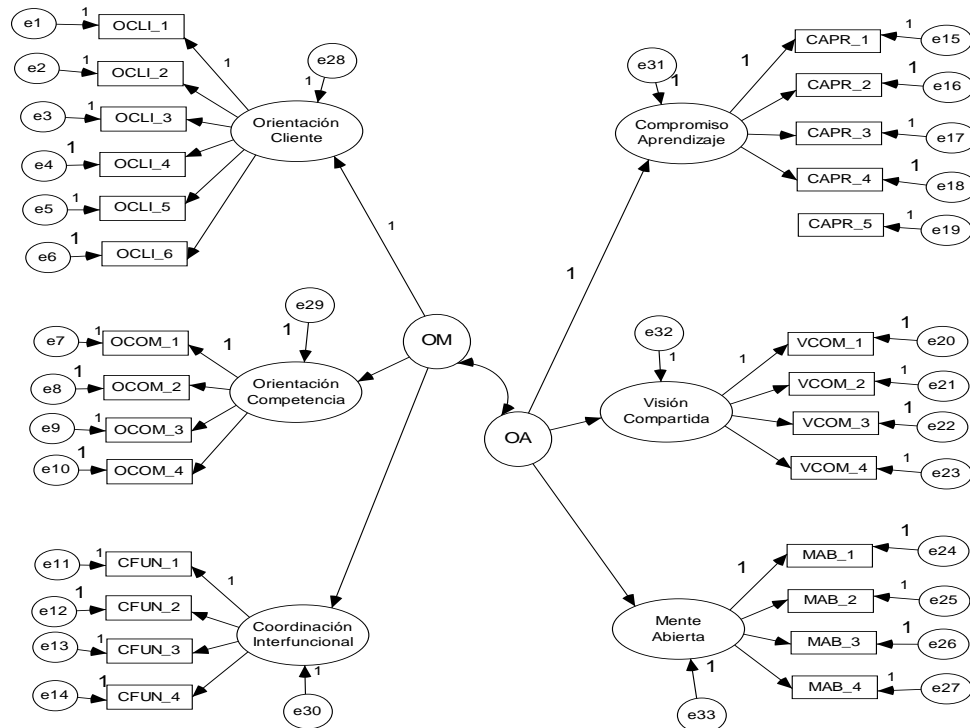 e1
1
OCLI_1
e2
1
OCLI_2
e3
1
OCLI_3
e4
1
OCLI_4
e5
1
OCLI_5
e6
1
OCLI_6
1
e28
1
Orientación
Cliente
1
e7
1
OCOM_1
e8
1
OCOM_2
e9
1
OCOM_3
e10
1
OCOM_4
1
e29
1
Orientación
Competencia
OM
e11
1
CFUN_1
e12
1
CFUN_2
e13
1
CFUN_3
e14
1
CFUN_4
1
Coordinación
Interfuncional
1
e30
OA
1
e31
1
Compromiso
Aprendizaje
1
CAPR_1
1
e15
CAPR_2
1
e16
CAPR_3
1
e17
CAPR_4
1
e18
CAPR_5
1
e19
e32
1
Visión
Compartida
1
VCOM_1
1
e20
VCOM_2
1
e21
VCOM_3
1
e22
VCOM_4
1
e23
Mente
Abierta
1
e33
1
MAB_1
1
e24
MAB_2
1
e25
MAB_3
1
e26
MAB_4
1
e27